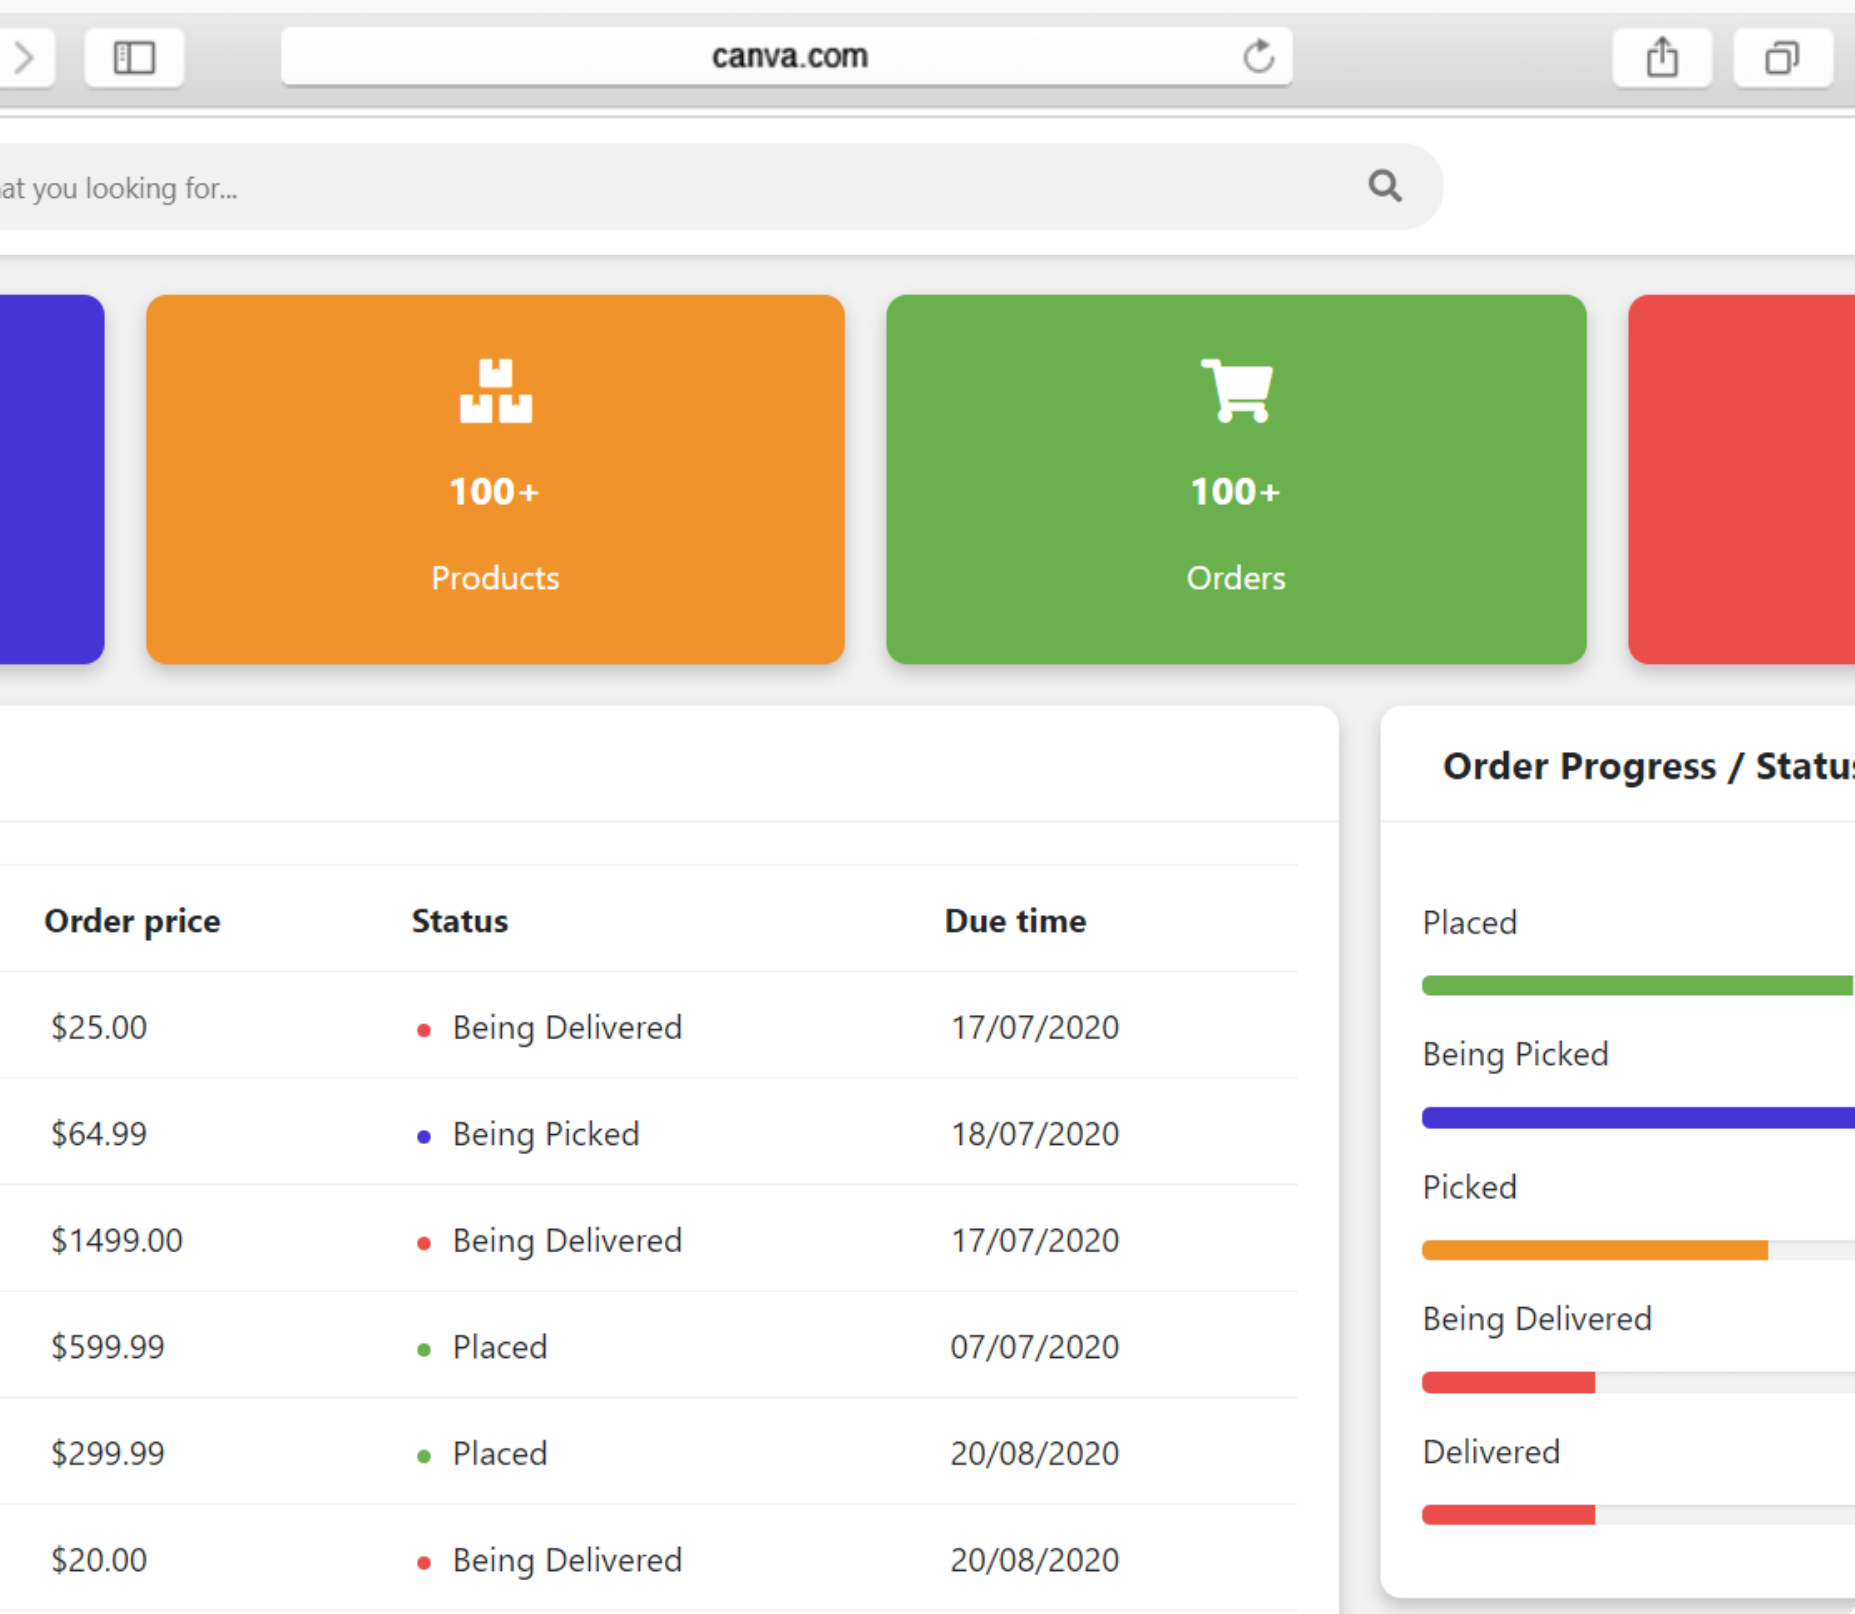 canva.com
at you looking for...
100+
Products
100+
Orders
Order Progress / Status
Order price Status Due time
$25.00 Being Delivered 17/07/2020
$64.99 Being Picked 18/07/2020
$1499.00 Being Delivered 17/07/2020
$599.99 Placed 07/07/2020
$299.99 Placed 20/08/2020
$20.00 Being Delivered 20/08/2020
Placed
Being Picked
Picked
Being Delivered
Delivered